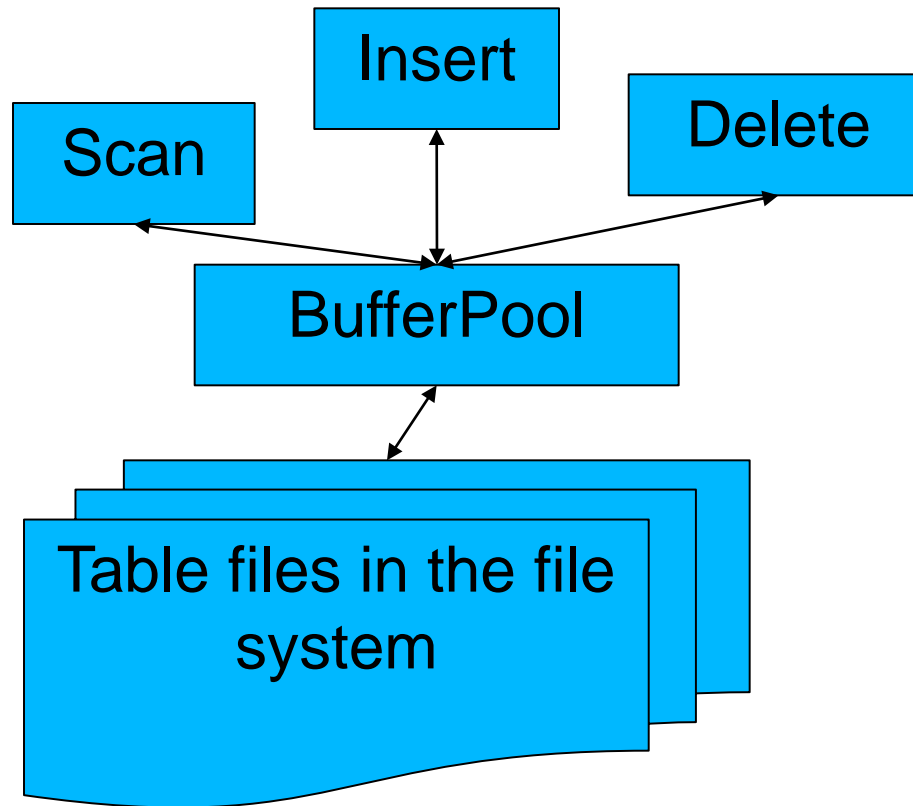 Insert
Scan
Delete
BufferPool
Table files in the file
system